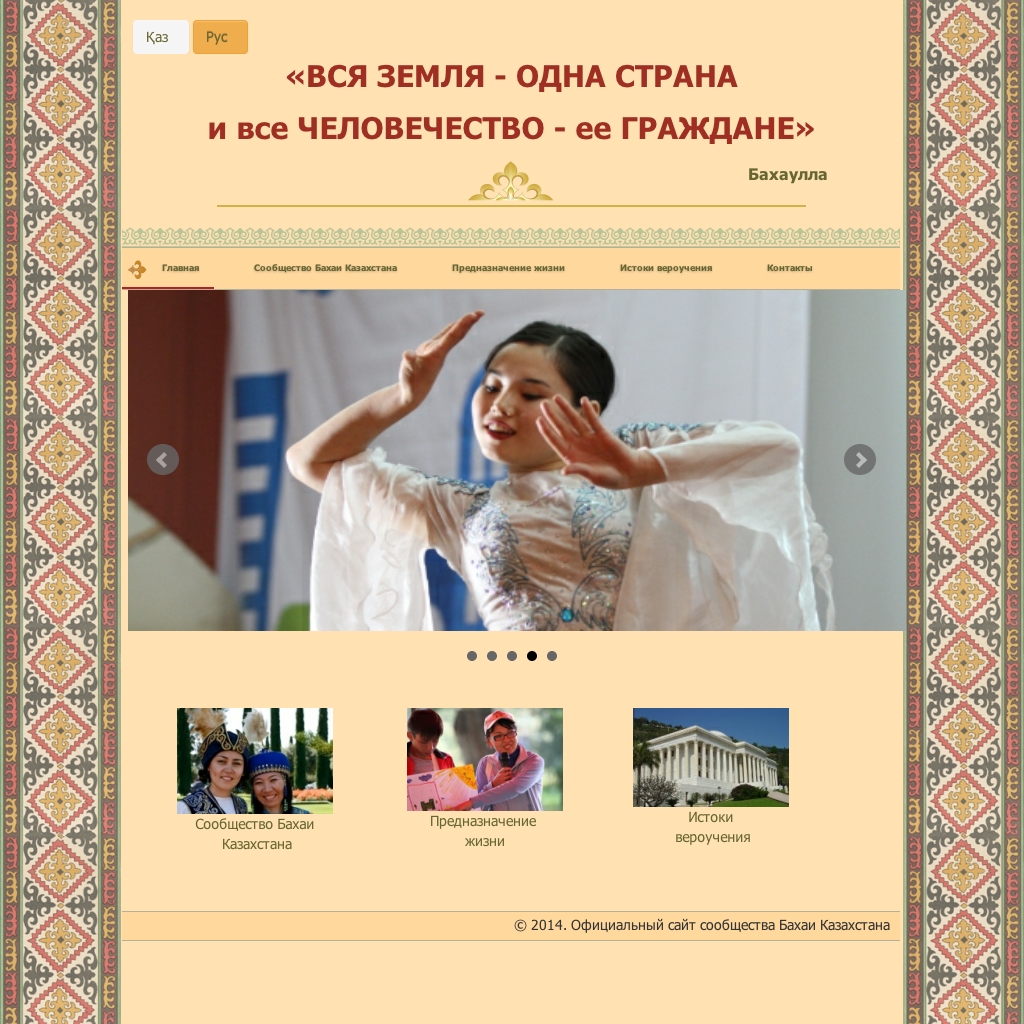 Қаз Рус
«ВСЯ ЗЕМЛЯ - ОДНА СТРАНА
и все ЧЕЛОВЕЧЕСТВО - ее ГРАЖДАНЕ»
Бахаулла
Главная Сообщество Бахаи Казахстана Предназначение жизни Истоки вероучения Контакты
Сообщество Бахаи
Казахстана
Предназначение
жизни
Истоки
вероучения
© 2014. Официальный сайт сообщества Бахаи Казахстана